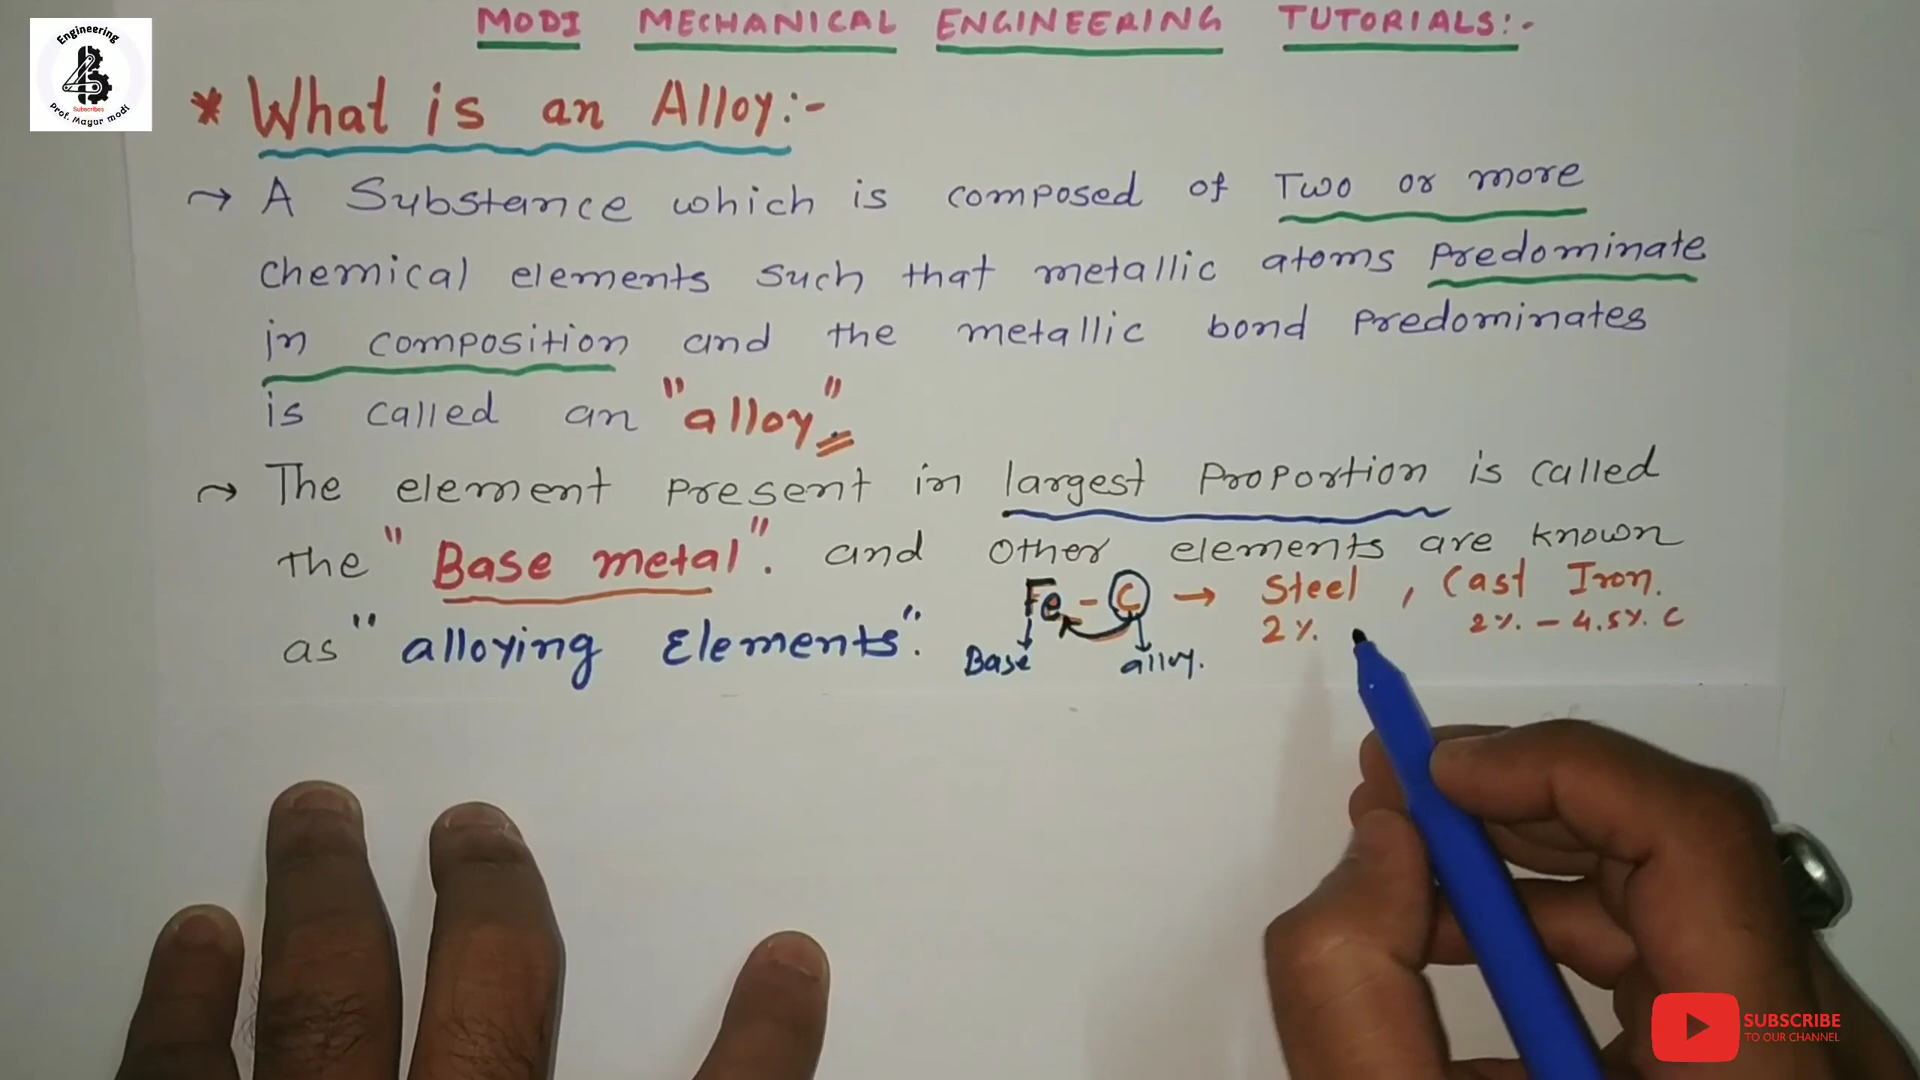 MODI MECHANICAL ENGINEERING TUTORIALS:-
Engineering
Subscribes
Prof. Mayur modi
* What is an Alloy:-
→ A Substance which is composed of Two or more
chemical elements such that metallic atoms predominate
in composition and the metallic bond predominates
is called an "alloy"
→ The element present in largest proportion is called
the "Base metal". and other elements are known
as "alloying Elements".
Fe - C → Steel, Cast Iron.
2%. 2%. - 4.5%. C
Base alloy.
SUBSCRIBE
TO OUR CHANNEL